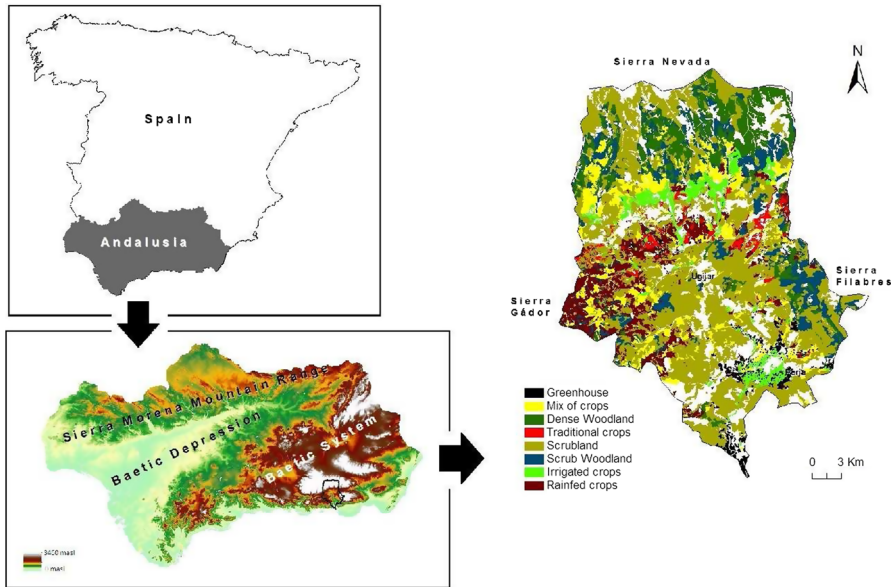 Spain
Andalusia
Sierra Morena Mountain Range
Baetic Depression
Baetic System
3400 masl
masl
Sierra Nevada
N
Ugijar
Sierra
Filabres
Sierra
Gádor
Berja
Greenhouse
Mix of crops
Dense Woodland
Traditional crops
Scrubland
Scrub Woodland
Irrigated crops
Rainfed crops
0 3 Km